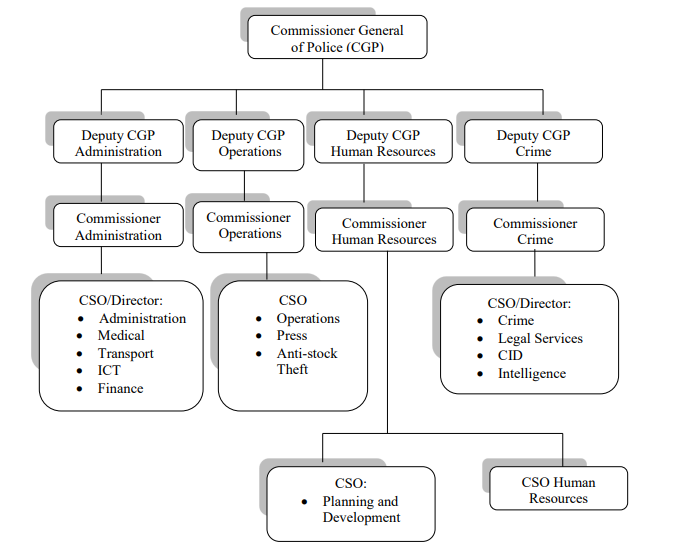 Commissioner General
of Police (CGP)
Deputy CGP
Administration
Deputy CGP
Operations
Deputy CGP
Human Resources
Deputy CGP
Crime
Commissioner
Administration
Commissioner
Operations
Commissioner
Human Resources
Commissioner
Crime
CSO/Director:
• Administration
• Medical
• Transport
• ICT
• Finance
CSO
• Operations
• Press
• Anti-stock
Theft
CSO/Director:
• Crime
• Legal Services
• CID
• Intelligence
CSO:
• Planning and
Development
CSO Human
Resources